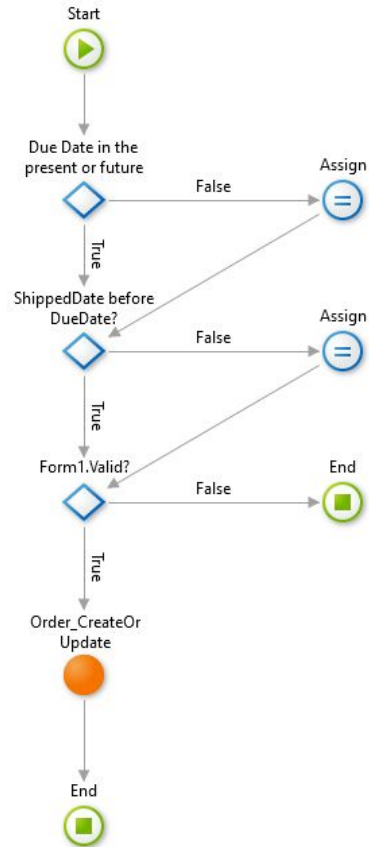 Start
Due Date in the
present or future
False
Assign
True
ShippedDate before
DueDate?
False
Assign
True
Form1.Valid?
False
End
True
Order_CreateOr
Update
End